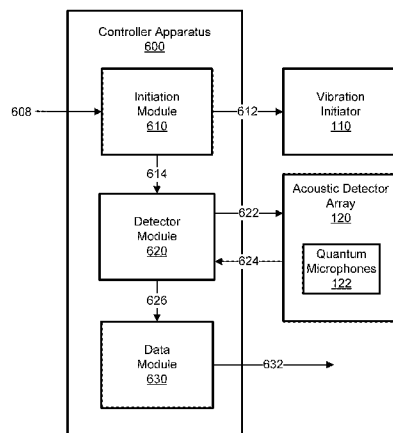 Controller Apparatus
600
608
Initiation
Module
610
612
Vibration
Initiator
110
614
Detector
Module
620
622
624
Acoustic Detector
Array
120
Quantum
Microphones
122
626
Data
Module
630
632